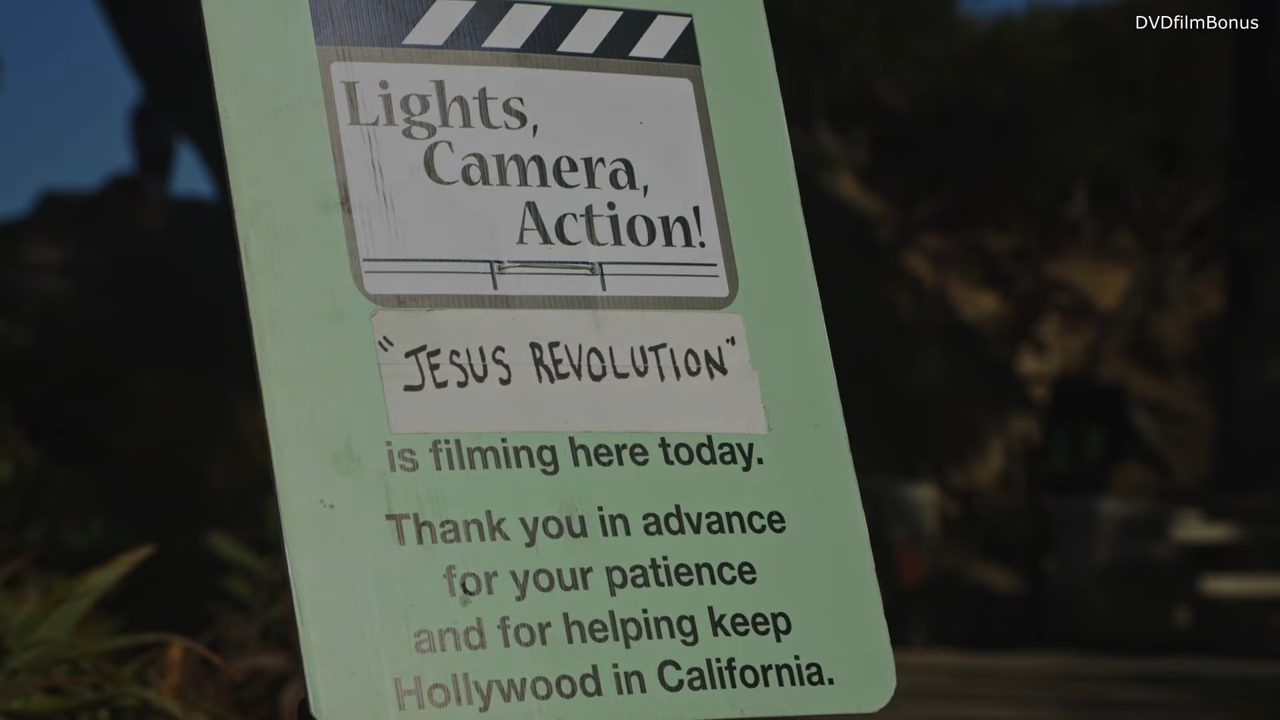 DVDfilmBonus
Lights,
Camera,
Action!
"JESUS REVOLUTION"
is filming here today.
Thank you in advance
for your patience
and for helping keep
Hollywood in California.